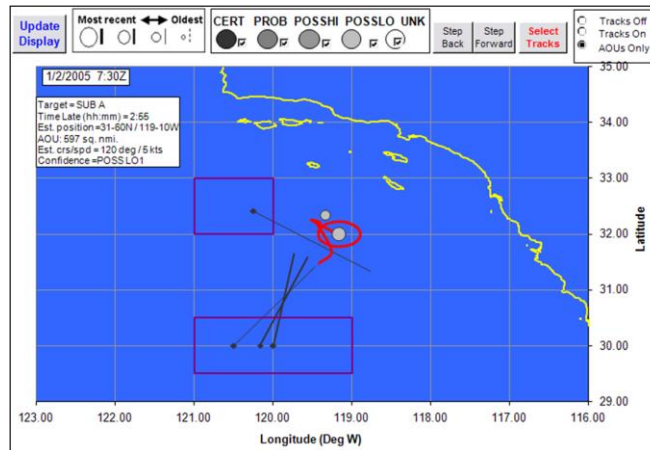 Update
Display
Most recent
Oldest
CERT PROB POSSHI POSSLO UNK
Step
Back
Step
Forward
Select
Tracks
Tracks Off
Tracks On
AOUs Only
1/2/2005 7:30Z
Target = SUB A
Time Late (hh:mm) = 2:55
Est. position =31-60N / 119-10W
AOU: 597 sq. nmi.
Est. crs/spd = 120 deg / 5 kts
Confidence =POSS LO1
35.00
34.00
33.00
32.00
31.00
30.00
29.00
Latitude
123.00 122.00 121.00 120.00 119.00 118.00 117.00 116.00
Longitude (Deg W)